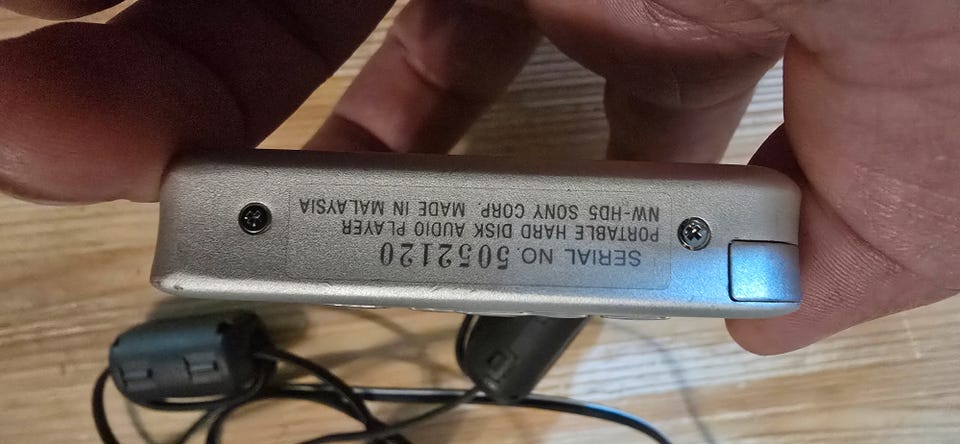 SERIAL NO. 5052120
PORTABLE HARD DISK AUDIO PLAYER
NW-HD5 SONY CORP. MADE IN MALAYSIA